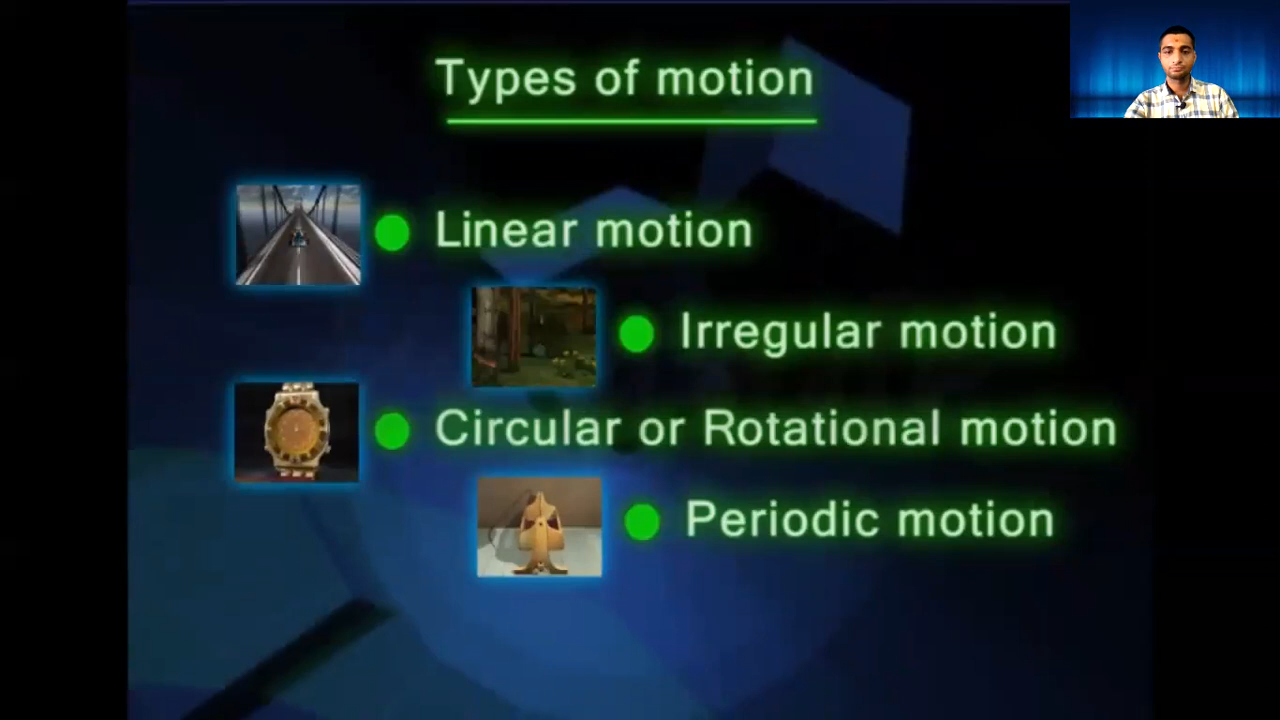 Types of motion
Linear motion
Irregular motion
Circular or Rotational motion
Periodic motion